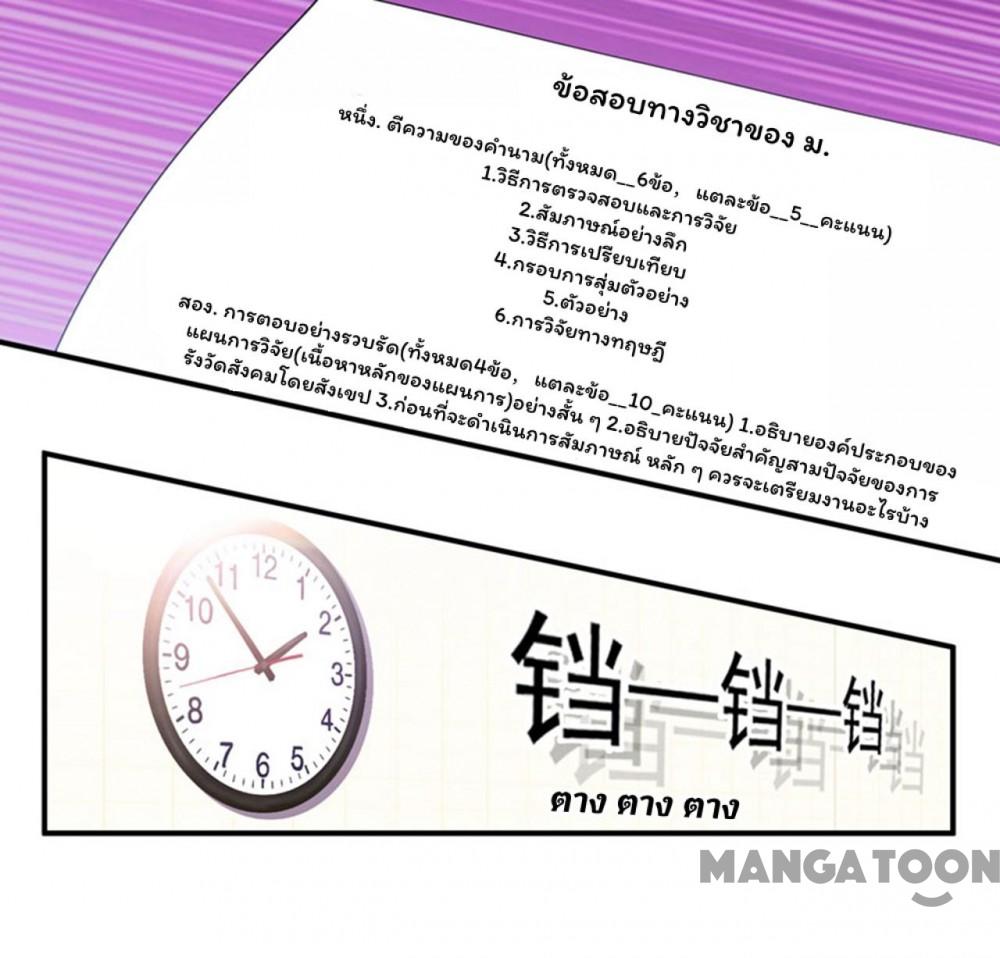 ข้อสอบทางวิชาของ ม.
หนึ่ง. ตีความของคำนาม(ทั้งหมด__6ข้อ, แตละข้อ__5__คะแนน)
1.วิธีการตรวจสอบและการวิจัย
2.สัมภาษณ์อย่างลึก
3.วิธีการเปรียบเทียบ
4.กรอบการสุ่มตัวอย่าง
5.ตัวอย่าง
6.การวิจัยทางทฤษฎี
สอง. การตอบอย่างรวบรัด(ทั้งหมด4ข้อ, แตละข้อ__10_คะแนน) 1.อธิบายองค์ประกอบของ
แผนการวิจัย(เนื้อหาหลักของแผนการ)อย่างสั้น ๆ 2.อธิบายปัจจัยสำคัญสามปัจจัยของการ
รังวัดสังคมโดยสังเขป 3.ก่อนที่จะดำเนินการสัมภาษณ์ หลัก ๆ ควรจะเตรียมงานอะไรบ้าง
12
1
2
3
4
5
6
7
8
9
10
11
铛—铛—铛
ตาง ตาง ตาง
MANGATOON